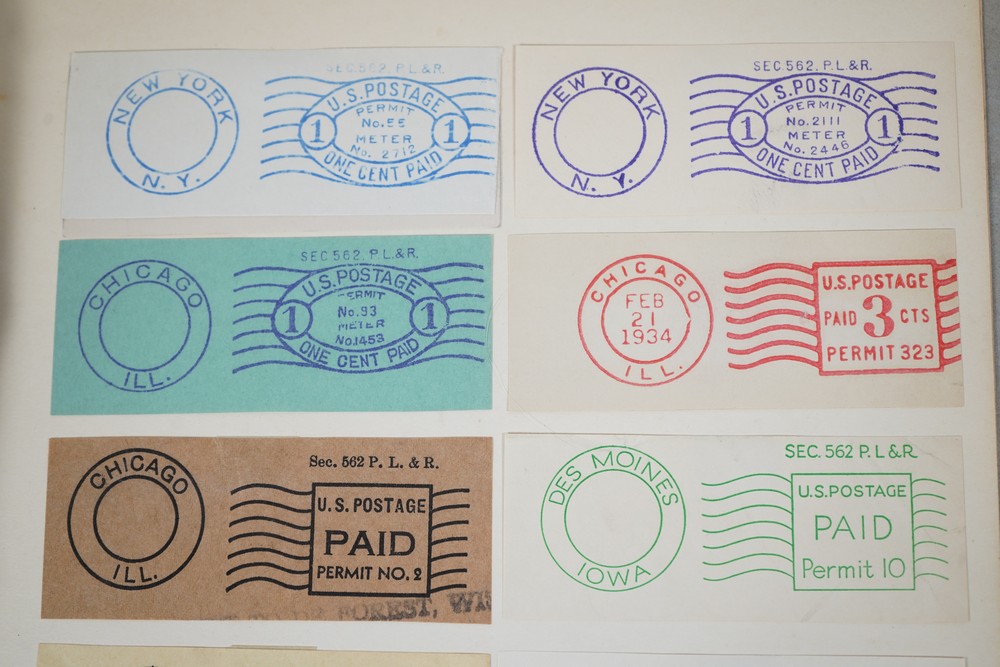 SEC 562, P.L.&R.
NEW YORK
N. Y.
U.S. POSTAGE
PERMIT
No. 55
METER
No. 2712
1 1
ONE CENT PAID
SEC 562, P.L.&R.
NEW YORK
N. Y.
U.S. POSTAGE
PERMIT
No. 2111
METER
No. 2446
1 1
ONE CENT PAID
SEC 562, P.L.&R.
CHICAGO
ILL.
U.S. POSTAGE
PERMIT
No. 93
METER
No. 1453
1 1
ONE CENT PAID
CHICAGO
FEB
21
1934
ILL.
U.S. POSTAGE
PAID 3 CTS
PERMIT 323
Sec. 562 P. L. & R.
CHICAGO
ILL.
U.S. POSTAGE
PAID
PERMIT NO. 2
FOREST, WIS
SEC. 562 P. L. & R.
DES MOINES
IOWA
U.S. POSTAGE
PAID
Permit 10